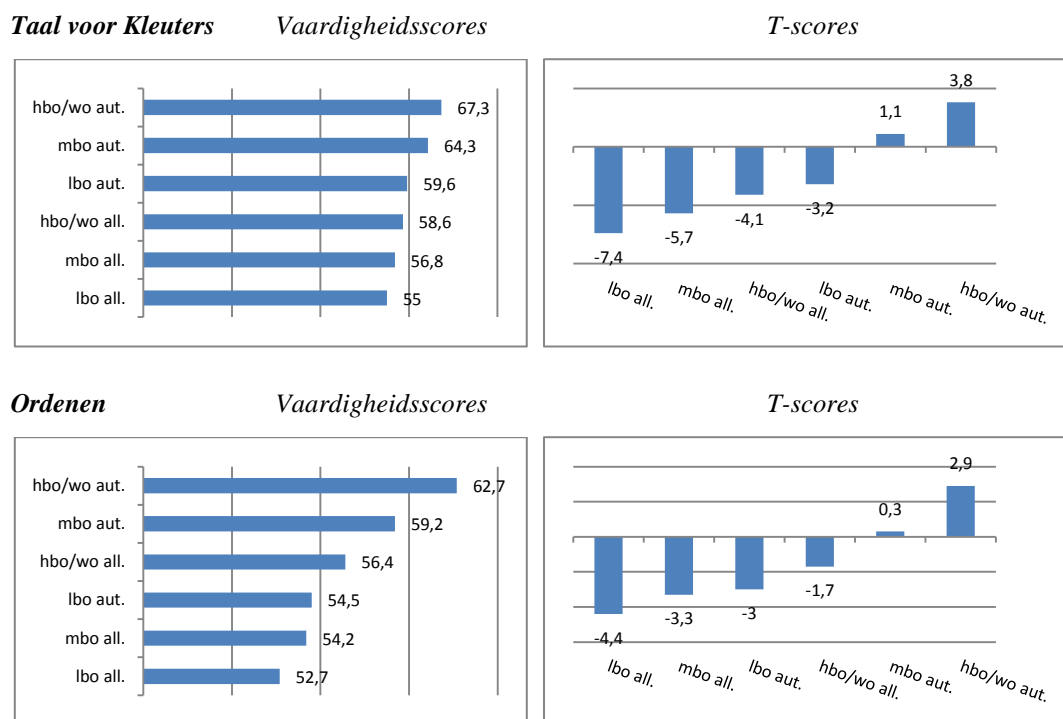 Taal voor Kleuters Vaardigheidsscores T-scores
hbo/wo aut. 67,3
mbo aut. 64,3
lbo aut. 59,6
hbo/wo all. 58,6
mbo all. 56,8
lbo all. 55
3,8
1,1
-3,2
-4,1
-5,7
-7,4
lbo all. mbo all. hbo/wo all. lbo aut. mbo aut. hbo/wo aut.
Ordenen Vaardigheidsscores T-scores
hbo/wo aut. 62,7
mbo aut. 59,2
hbo/wo all. 56,4
lbo aut. 54,5
mbo all. 54,2
lbo all. 52,7
2,9
0,3
-1,7
-3
-3,3
-4,4
lbo all. mbo all. lbo aut. hbo/wo all. mbo aut. hbo/wo aut.